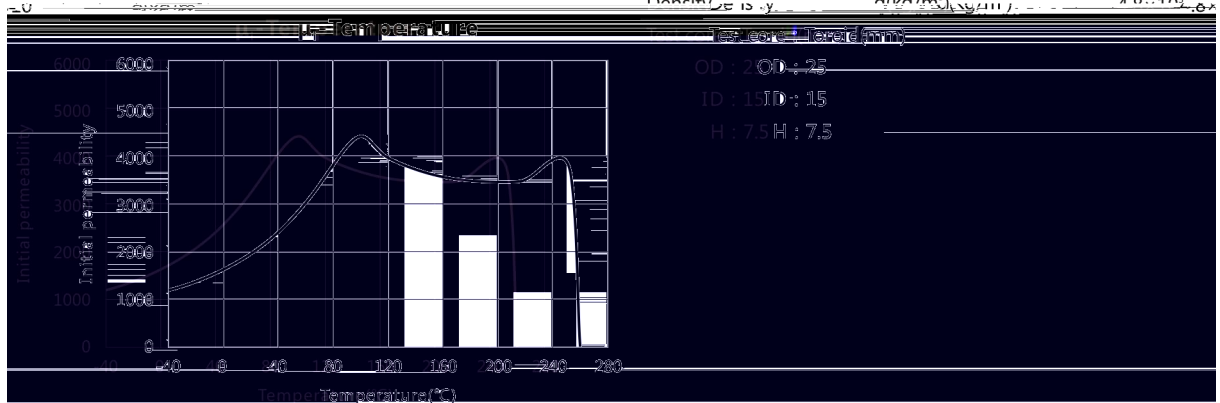 μi-Temperature
Test core : Toroid(mm)
OD : 25
ID : 15
H : 7.5
Initial permeability
6000
5000
4000
3000
2000
1000
0
-40 0 40 80 120 160 200 240 280
Temperature(℃)